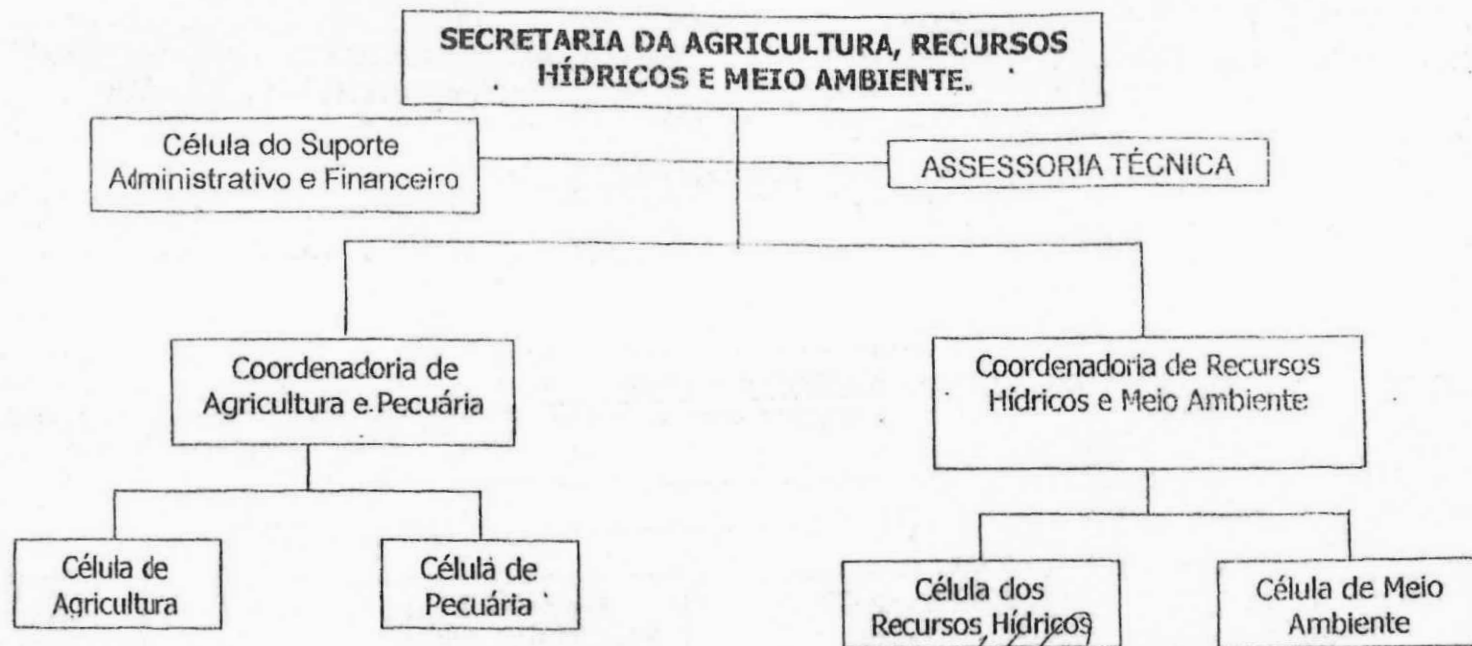 SECRETARIA DA AGRICULTURA, RECURSOS
HÍDRICOS E MEIO AMBIENTE.
Célula do Suporte
Administrativo e Financeiro
ASSESSORIA TÉCNICA
Coordenadoria de
Agricultura e Pecuária
Coordenadoria de Recursos
Hídricos e Meio Ambiente
Célula de
Agricultura
Célula de
Pecuária
Célula dos
Recursos Hídricos
Célula de Meio
Ambiente